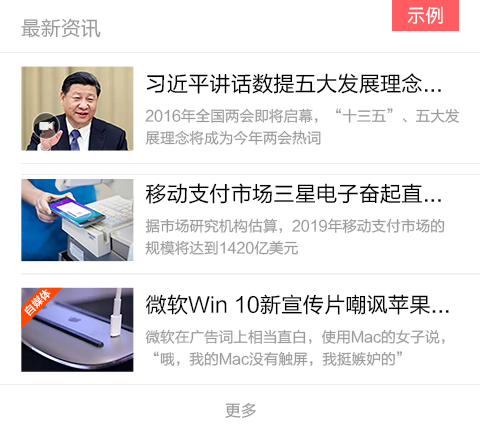 最新资讯
示例
习近平讲话数提五大发展理念...
2016年全国两会即将启幕，“十三五”、五大发
展理念将成为今年两会热词
移动支付市场三星电子奋起直...
据市场研究机构估算，2019年移动支付市场的
规模将达到1420亿美元
自媒体
微软Win 10新宣传片嘲讽苹果...
微软在广告词上相当直白，使用Mac的女子说，
“哦，我的Mac没有触屏，我挺嫉妒的”
更多